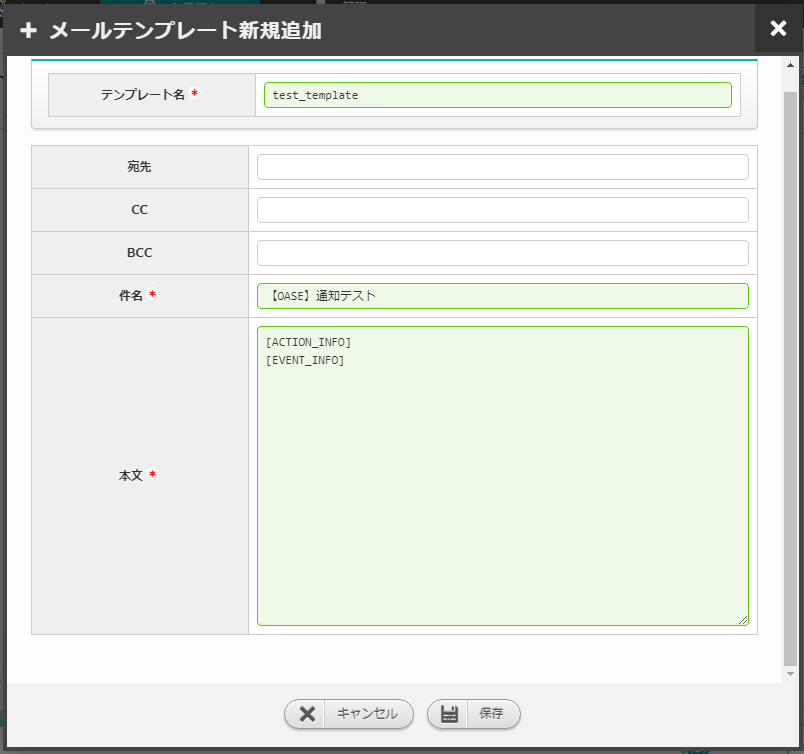 メールテンプレート新規追加
テンプレート名 *
test_template
宛先
CC
BCC
件名 *
【OASE】通知テスト
本文 *
[ACTION_INFO]
[EVENT_INFO]
キャンセル
保存